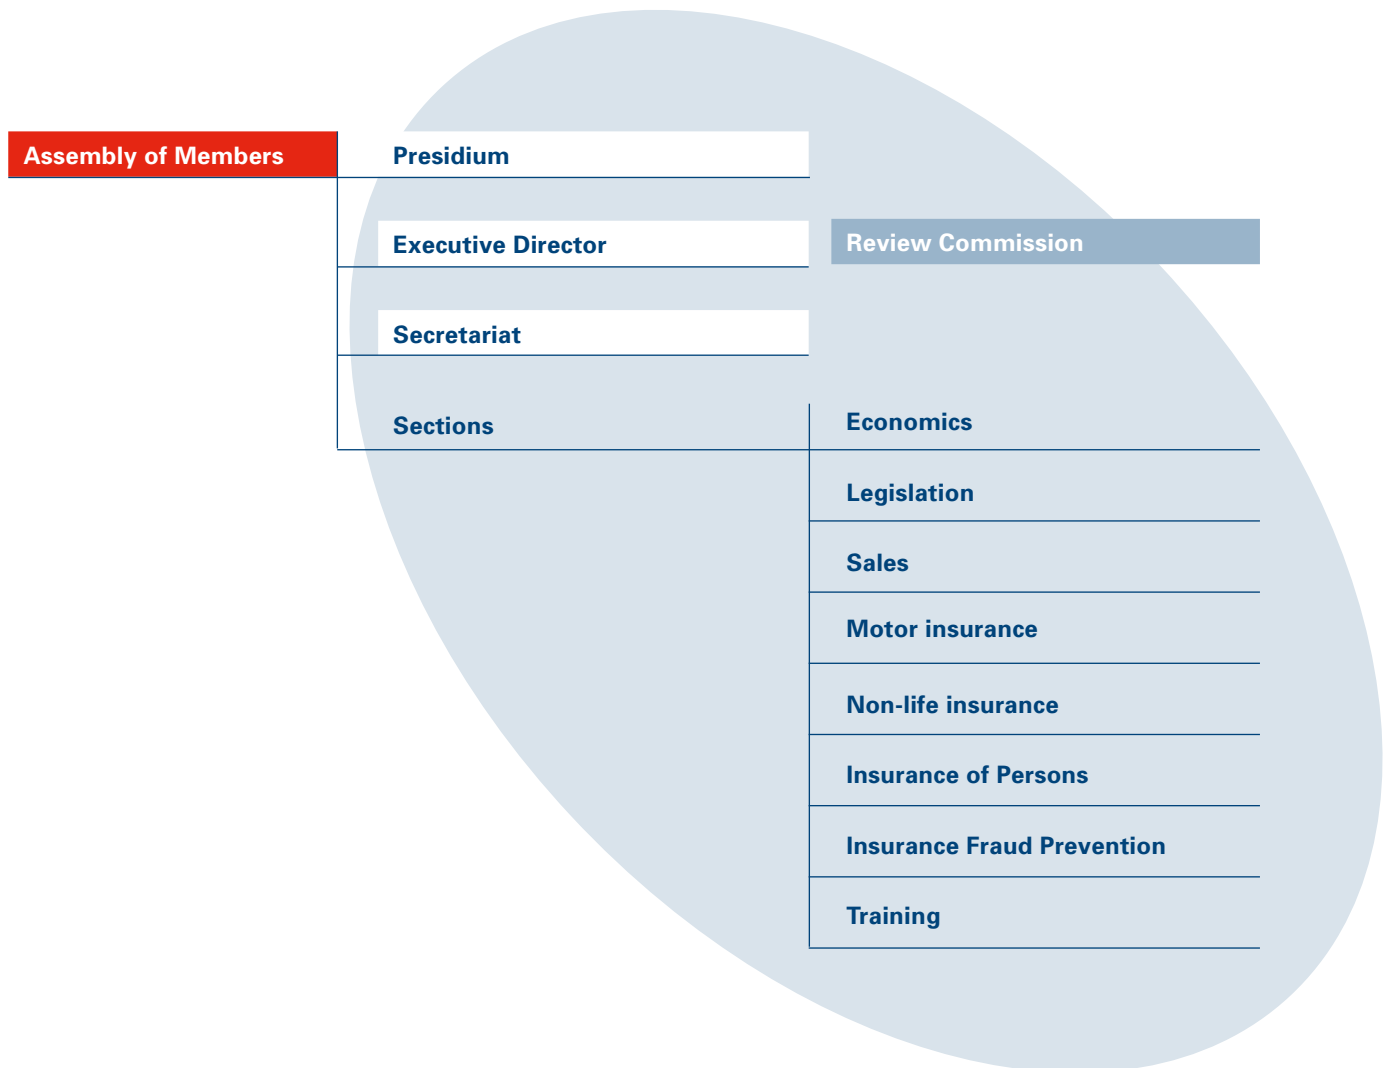 Assembly of Members
Presidium
Executive Director
Review Commission
Secretariat
Sections
Economics
Legislation
Sales
Motor insurance
Non-life insurance
Insurance of Persons
Insurance Fraud Prevention
Training